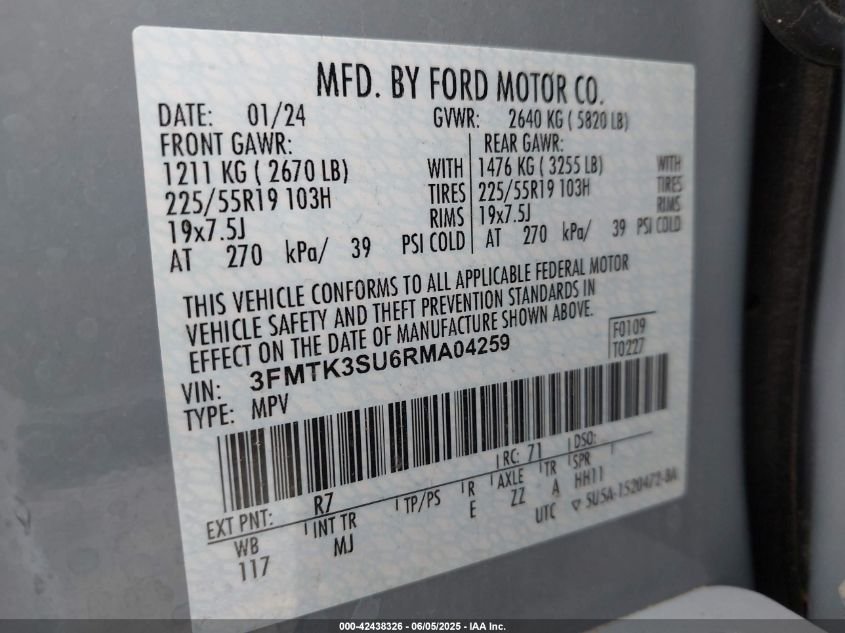 MFD. BY FORD MOTOR CO.
DATE: 01/24 GVWR: 2640 KG ( 5820 LB)
FRONT GAWR: REAR GAWR:
1211 KG ( 2670 LB) WITH 1476 KG ( 3255 LB) WITH
225/55R19 103H TIRES 225/55R19 103H TIRES
19x7.5J RIMS 19x7.5J RIMS
AT 270 kPa/ 39 PSI COLD AT 270 kPa/ 39 PSI COLD
THIS VEHICLE CONFORMS TO ALL APPLICABLE FEDERAL MOTOR
VEHICLE SAFETY AND THEFT PREVENTION STANDARDS IN
EFFECT ON THE DATE OF MANUFACTURE SHOWN ABOVE.
F0109
T0227
VIN: 3FMTK3SU6RMA04259
TYPE: MPV
EXT PNT: R7 RC: 71 DSO:
WB INT TR TP/PS R AXLE TR SPR
117 MJ E ZZ A HH11
UTC ▽ SU5A-1520472-BA
000-42438326 - 06/05/2025 - IAA Inc.